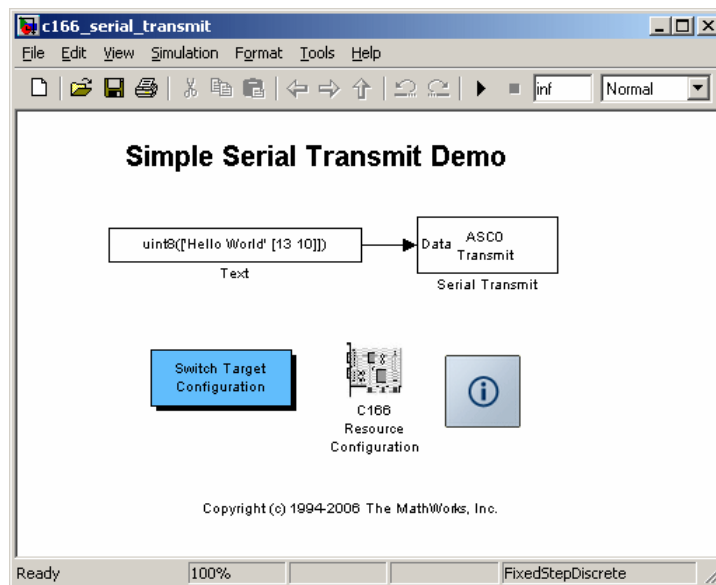 c166_serial_transmit
File Edit View Simulation Format Tools Help
inf Normal
Simple Serial Transmit Demo
uint8(['Hello World' [13 10]])
Text
Data ASC0
Transmit
Serial Transmit
Switch Target
Configuration
C166
Resource
Configuration
Copyright (c) 1994-2006 The MathWorks, Inc.
Ready 100% FixedStepDiscrete